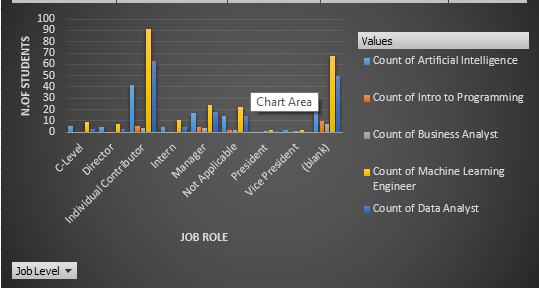 100
90
80
70
60
50
40
30
20
10
0
N.OF STUDENTS
C-Level
Director
Individual Contributor
Intern
Manager
Not Applicable
President
Vice President
(blank)
JOB ROLE
Chart Area
Values
Count of Artificial Intelligence
Count of Intro to Programming
Count of Business Analyst
Count of Machine Learning
Engineer
Count of Data Analyst
Job Level